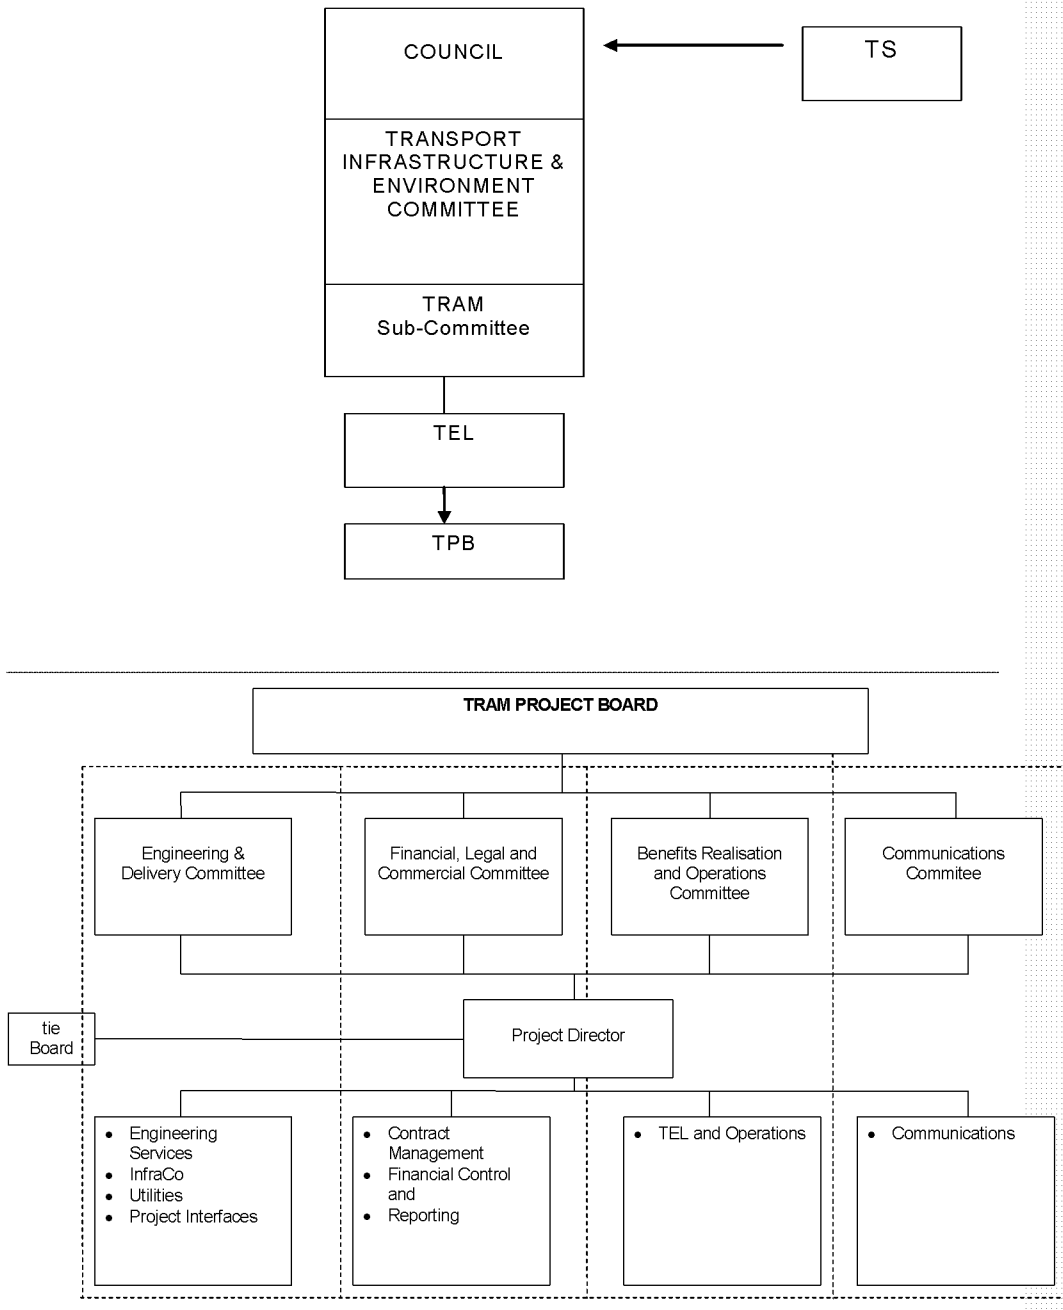 COUNCIL
TS
TRANSPORT
INFRASTRUCTURE &
ENVIRONMENT
COMMITTEE
TRAM
Sub-Committee
TEL
TPB
TRAM PROJECT BOARD
Engineering &
Delivery Committee
Financial, Legal and
Commercial Committee
Benefits Realisation
and Operations
Committee
Communications
Commitee
tie
Board
Project Director
• Engineering
Services
• InfraCo
• Utilities
• Project Interfaces
• Contract
Management
• Financial Control
and
• Reporting
• TEL and Operations
• Communications